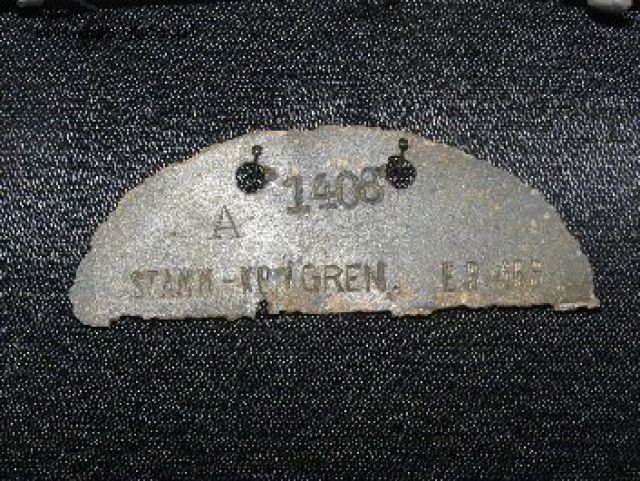 1408
A
STAMM-KP. GREN. E.B.